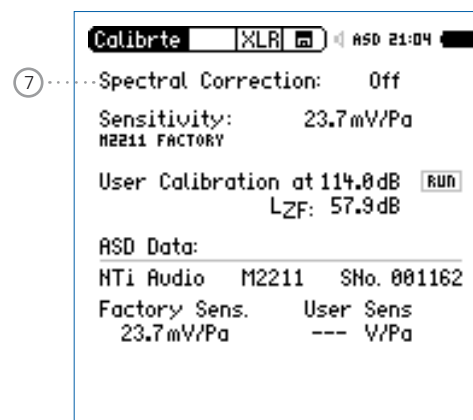 Calibrte XLR ASD 21:04
7 Spectral Correction: Off
Sensitivity: 23.7mV/Pa
M2211 FACTORY
User Calibration at 114.0dB RUN
LZF: 57.9dB
ASD Data:
NTi Audio M2211 SNo. 001162
Factory Sens. User Sens
23.7mV/Pa --- V/Pa